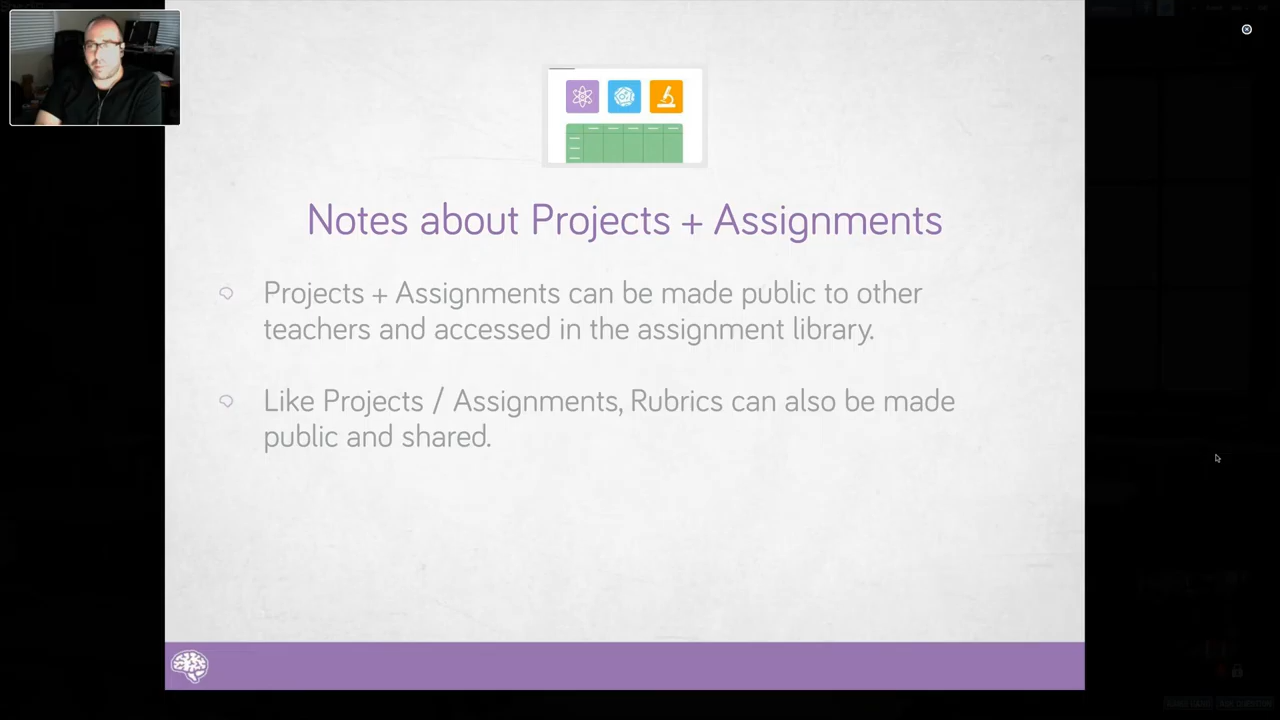 Notes about Projects + Assignments
Projects + Assignments can be made public to other
teachers and accessed in the assignment library.
Like Projects / Assignments, Rubrics can also be made
public and shared.